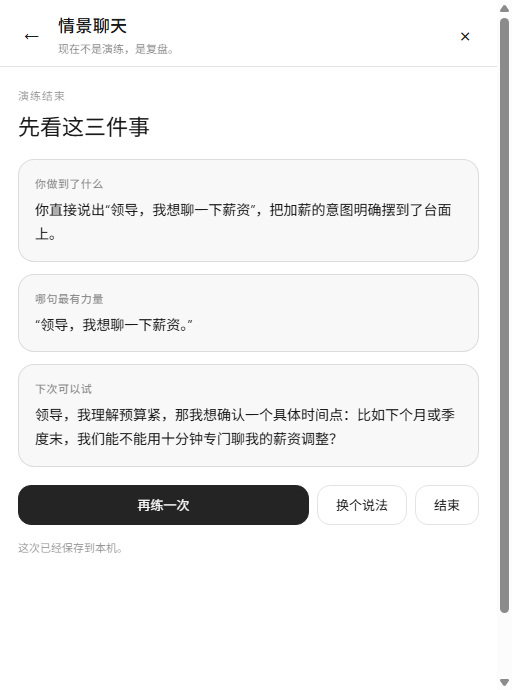 ←
情景聊天
现在不是演练，是复盘。
×
演练结束
先看这三件事
你做到了什么
你直接说出“领导，我想聊一下薪资”，把加薪的意图明确摆到了台面
上。
哪句最有力量
“领导，我想聊一下薪资。”
下次可以试
领导，我理解预算紧，那我想确认一个具体时间点：比如下个月或季
度末，我们能不能用十分钟专门聊我的薪资调整？
再练一次
换个说法
结束
这次已经保存到本机。